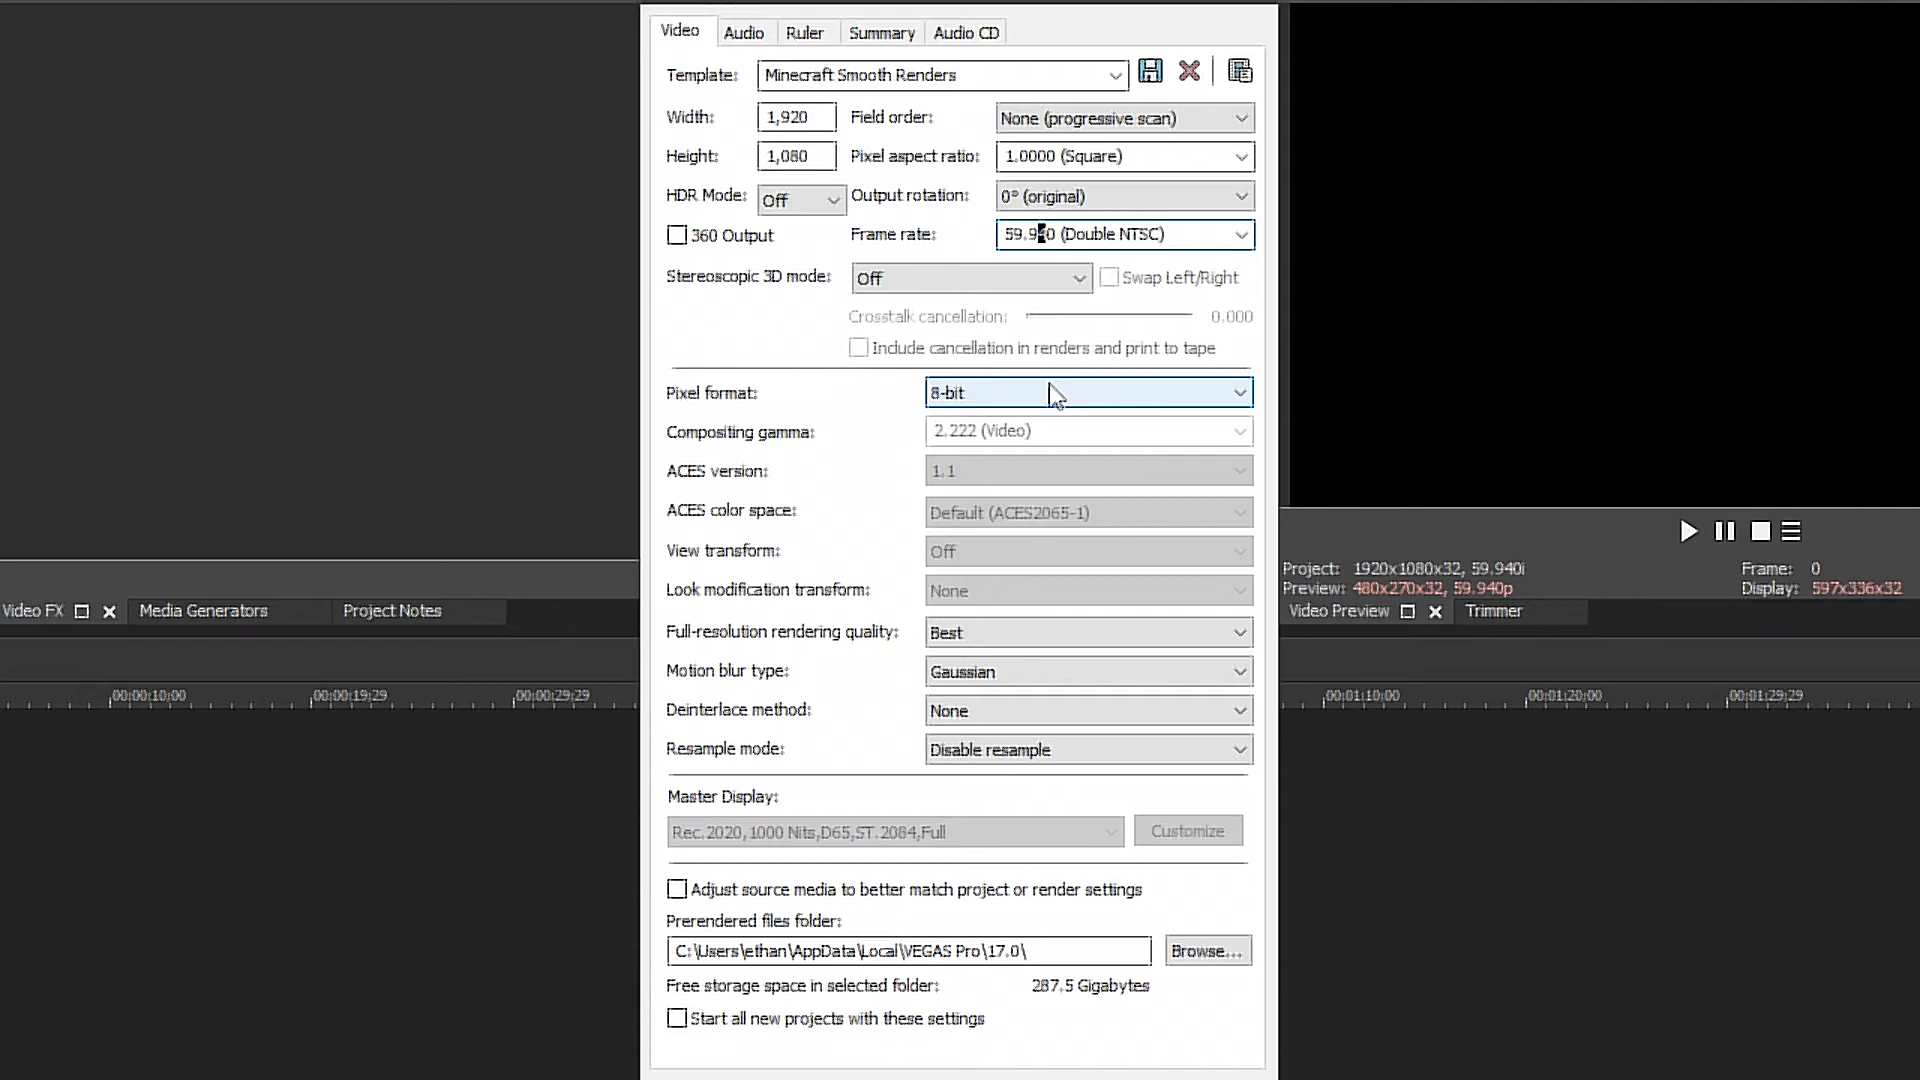 Video Audio Ruler Summary Audio CD
Template: Minecraft Smooth Renders
Width: 1,920 Field order: None (progressive scan)
Height: 1,080 Pixel aspect ratio: 1.0000 (Square)
HDR Mode: Off Output rotation: 0° (original)
360 Output Frame rate: 59.940 (Double NTSC)
Stereoscopic 3D mode: Off Swap Left/Right
Crosstalk cancellation: 0.000
Include cancellation in renders and print to tape
Pixel format: 8-bit
Compositing gamma: 2.222 (Video)
ACES version: 1.1
ACES color space: Default (ACES2065-1)
View transform: Off
Look modification transform: None
Full-resolution rendering quality: Best
Motion blur type: Gaussian
Deinterlace method: None
Resample mode: Disable resample
Master Display:
Rec.2020,1000 Nits,D65,ST.2084,Full Customize
Adjust source media to better match project or render settings
Prerendered files folder:
C:\Users\ethan\AppData\Local\VEGAS Pro\17.0\ Browse...
Free storage space in selected folder: 287.5 Gigabytes
Start all new projects with these settings
Video FX Media Generators Project Notes
00:00:10;00 00:00:19;29 00:00:29;29
Project: 1920x1080x32, 59.940i Frame: 0
Preview: 480x270x32, 59.940p Display: 597x336x32
Video Preview Trimmer
00:01:10;00 00:01:20;00 00:01:29;29